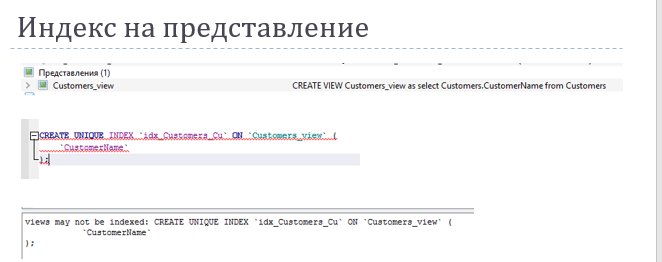 Индекс на представление
Представления (1)
Customers_view CREATE VIEW Customers_view as select Customers.CustomerName from Customers
CREATE UNIQUE INDEX `idx_Customers_Cu` ON `Customers_view` (
`CustomerName`
);
views may not be indexed: CREATE UNIQUE INDEX `idx_Customers_Cu` ON `Customers_view` (
`CustomerName`
);